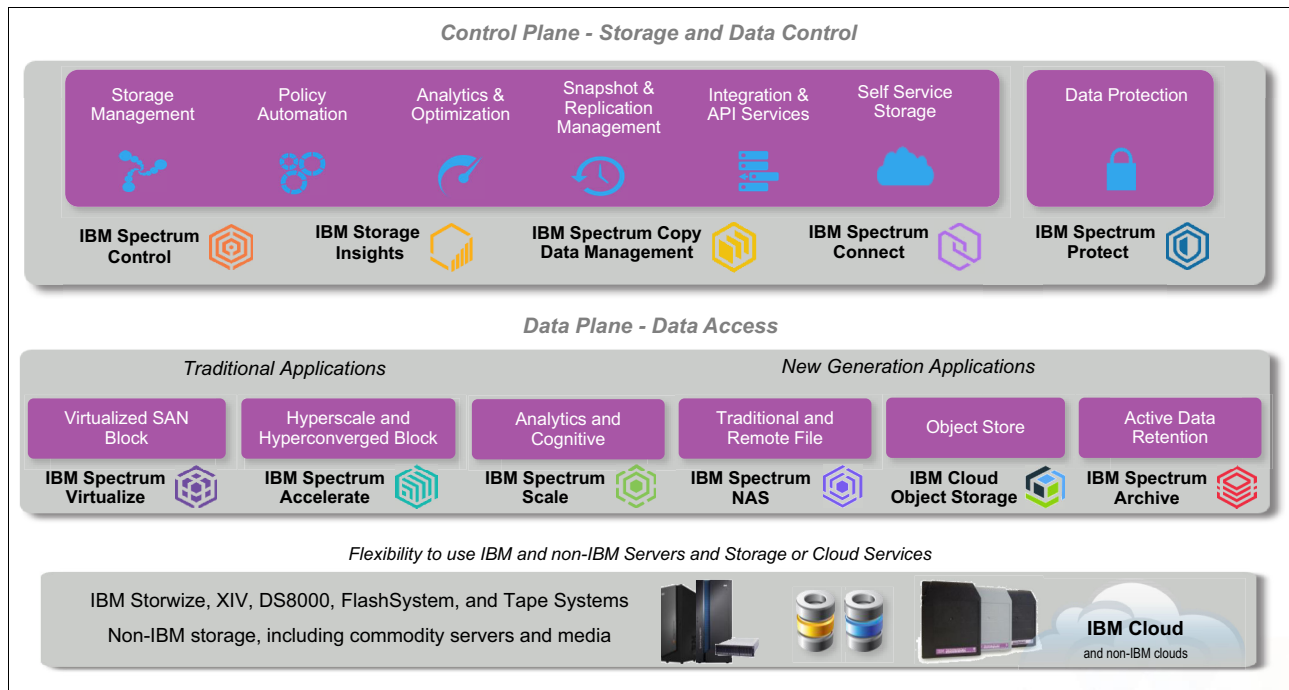 Control Plane - Storage and Data Control
Storage
Management
Policy
Automation
Analytics &
Optimization
Snapshot &
Replication
Management
Integration &
API Services
Self Service
Storage
Data Protection
IBM Spectrum
Control
IBM Storage
Insights
IBM Spectrum Copy
Data Management
IBM Spectrum
Connect
IBM Spectrum
Protect
Data Plane - Data Access
Traditional Applications
New Generation Applications
Virtualized SAN
Block
Hyperscale and
Hyperconverged Block
Analytics and
Cognitive
Traditional and
Remote File
Object Store
Active Data
Retention
IBM Spectrum
Virtualize
IBM Spectrum
Accelerate
IBM Spectrum
Scale
IBM Spectrum
NAS
IBM Cloud
Object Storage
IBM Spectrum
Archive
Flexibility to use IBM and non-IBM Servers and Storage or Cloud Services
IBM Storwize, XIV, DS8000, FlashSystem, and Tape Systems
Non-IBM storage, including commodity servers and media
IBM Cloud
and non-IBM clouds